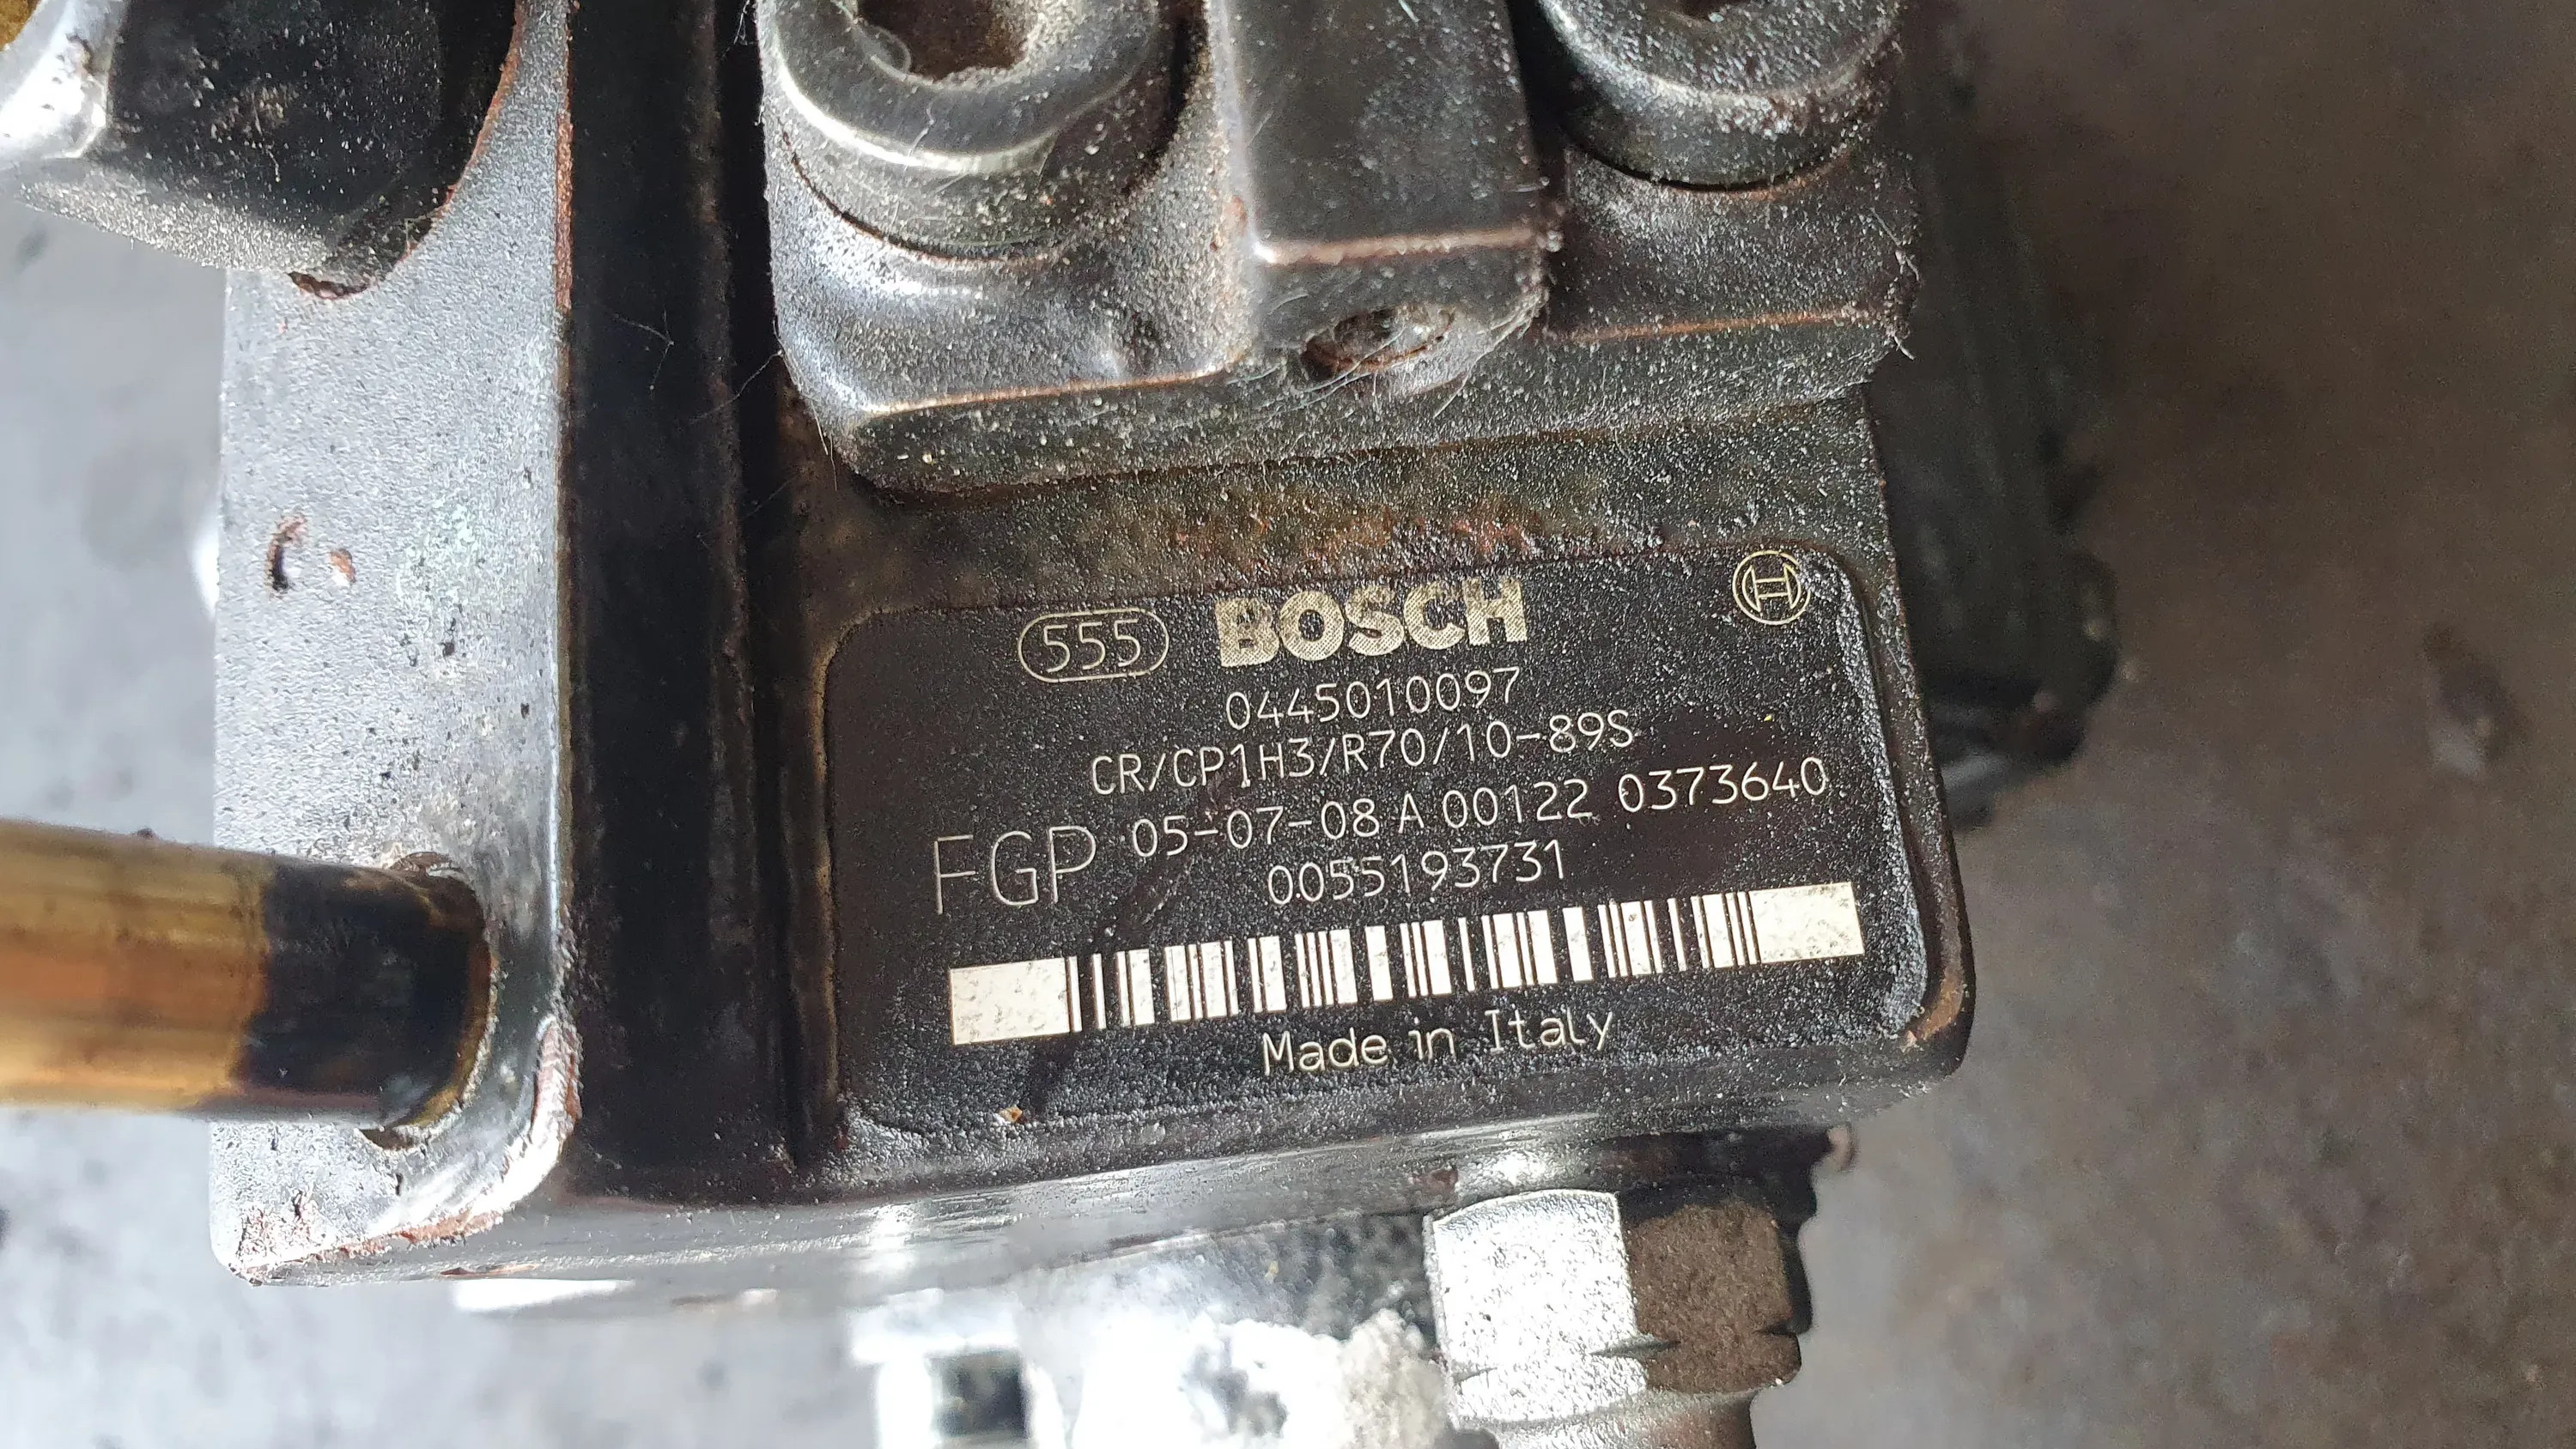 555 BOSCH
0445010097
CR/CP1H3/R70/10-89S
FGP 05-07-08 A 00122 0373640
0055193731
Made in Italy